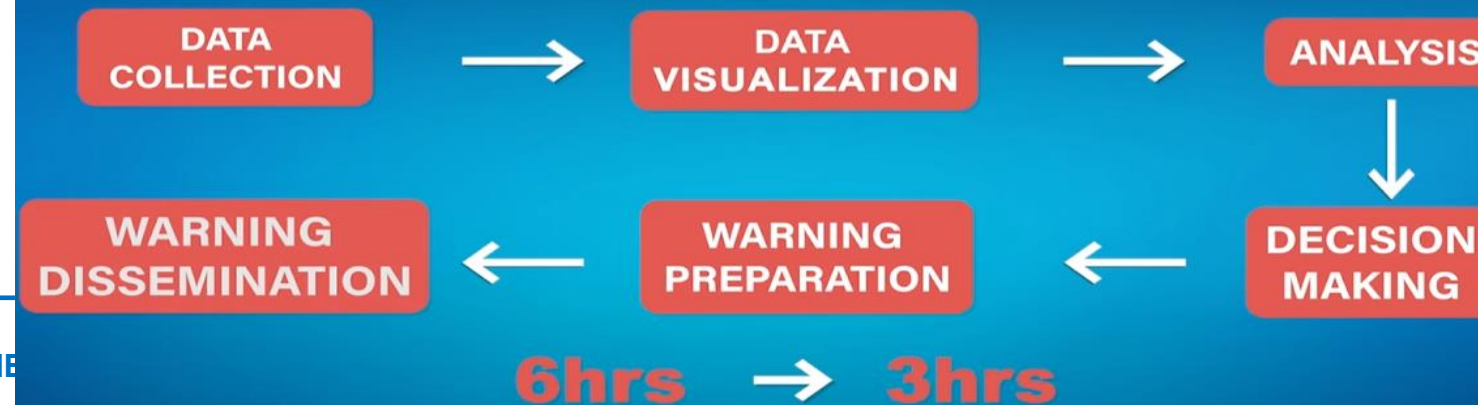 DATA
COLLECTION
DATA
VISUALIZATION
ANALYSIS
DECISION
MAKING
WARNING
PREPARATION
WARNING
DISSEMINATION
6hrs → 3hrs